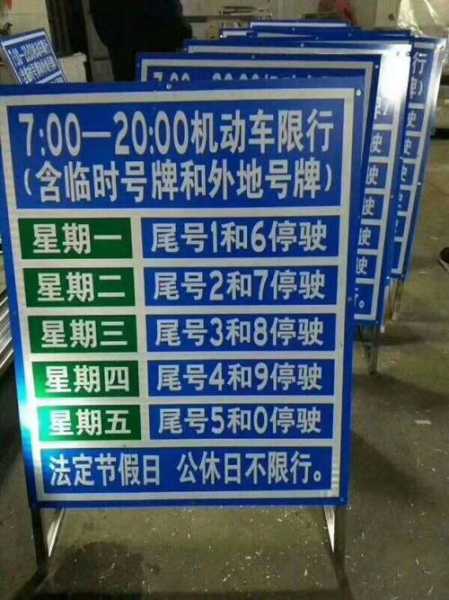 7:00—20:00机动车限行
(含临时号牌和外地号牌)
星期一 尾号1和6停驶
星期二 尾号2和7停驶
星期三 尾号3和8停驶
星期四 尾号4和9停驶
星期五 尾号5和0停驶
法定节假日 公休日不限行。
7:00—20:00